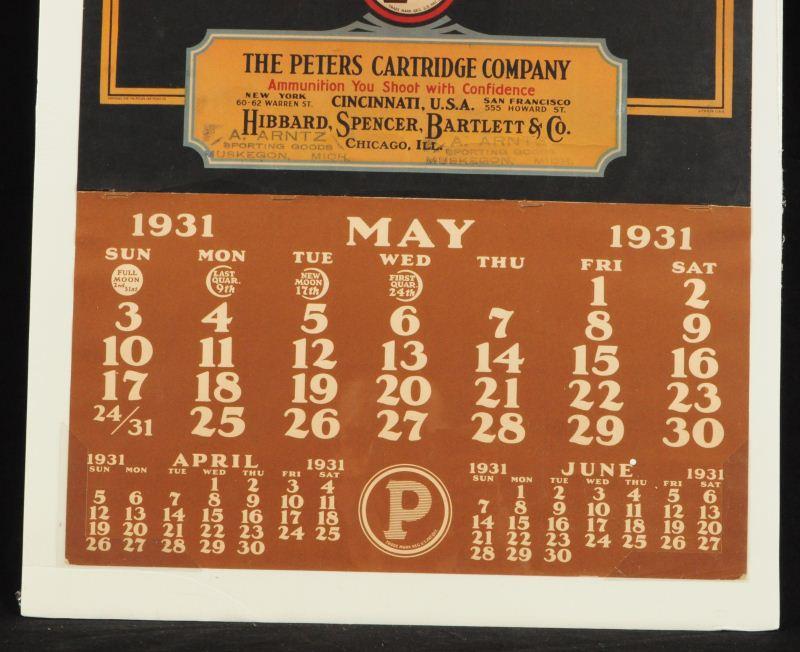 THE PETERS CARTRIDGE COMPANY
Ammunition You Shoot with Confidence
NEW YORK
60-62 WARREN ST.
CINCINNATI, U.S.A.
SAN FRANCISCO
555 HOWARD ST.
HIBBARD, SPENCER, BARTLETT & CO.
CHICAGO, ILL.
A. ARNTZ
SPORTING GOODS
MUSKEGON, MICH.
A. ARNTZ
SPORTING GOODS
MUSKEGON, MICH.
1931 MAY 1931
SUN MON TUE WED THU FRI SAT
FULL MOON 2nd 31st
LAST QUAR. 9th
NEW MOON 17th
FIRST QUAR. 24th
1 2
3 4 5 6 7 8 9
10 11 12 13 14 15 16
17 18 19 20 21 22 23
24/31 25 26 27 28 29 30
1931 APRIL 1931
SUN MON TUE WED THU FRI SAT
1 2 3 4
5 6 7 8 9 10 11
12 13 14 15 16 17 18
19 20 21 22 23 24 25
26 27 28 29 30
P
1931 JUNE 1931
SUN MON TUE WED THU FRI SAT
1 2 3 4 5 6
7 8 9 10 11 12 13
14 15 16 17 18 19 20
21 22 23 24 25 26 27
28 29 30